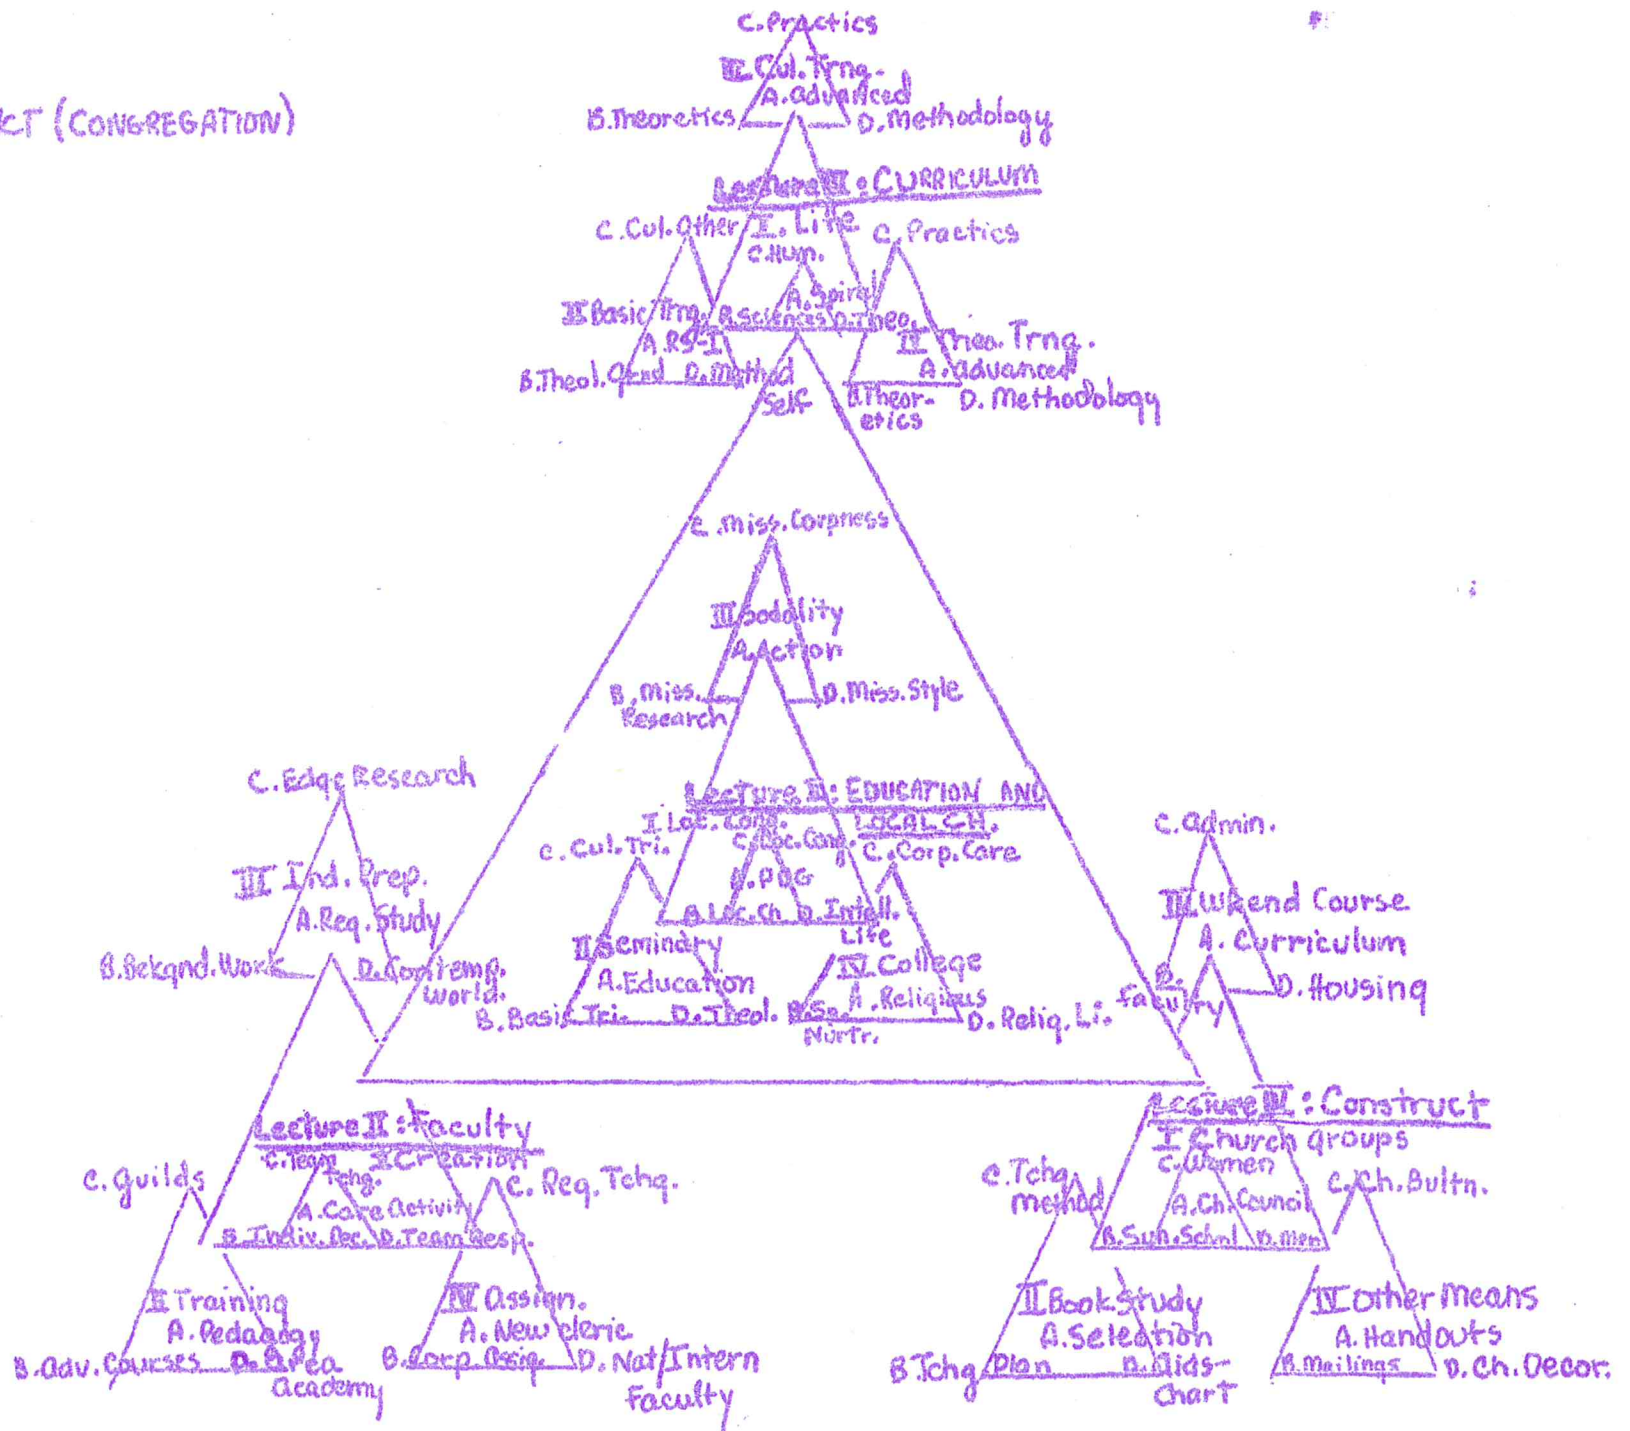 C. Practics
III Cul. Trng.-
A. Advanced
B. Theoretics
D. Methodology
CT (CONGREGATION)
Lecture III: CURRICULUM
C. Cul. Other
I. Life
C. Practics
C. Hum.
A. Spiral
II Basic Trng.
B. Sciences
D. Theo.
A. RS-I
IV Theo. Trng.
A. Advanced
B. Theol.
D. Method
Self
B. Theor-
etics
D. Methodology
C. Miss. Corpness
III Sodality
A. Action
B. Miss.
Research
D. Miss. Style
C. Edge Research
III Ind. Prep.
A. Req. Study
B. Bckgnd. Work
D. Contemp.
World.
Lecture I: EDUCATION AND
LOCAL CH.
I Loc. Cong.
C. Cul. Tri.
C. Loc. Cong.
C. Corp. Care
B. Loc. Ch
D. Intell.
Life
II Seminary
A. Education
B. Basic Tri.
D. Theol.
IV College
A. Religious
Nurtr.
D. Relig. Li.
C. Admin.
III Wkend Course
A. Curriculum
B.
Faculty
D. Housing
Lecture II: Faculty
C. Guilds
C. Team
Tchg.
I Creation
C. Req. Tchg.
A. Care Activity
B. Indiv. Dec.
D. Team Resp.
II Training
A. Pedagogy
B. Adv. Courses
D. Area
Academy
IV Assign.
A. New Cleric
B. Corp Assig.
D. Nat/Intern
Faculty
Lecture IV: Construct
I Church groups
C. Tchg
Method
C. Women
C. Ch. Bultn.
A. Ch. Council
B. Sun. Schol
D. Men
II Book Study
A. Selection
B Tchg Plan
D. Aids-
Chart
IV Other Means
A. Handouts
B. Mailings
D. Ch. Decor.